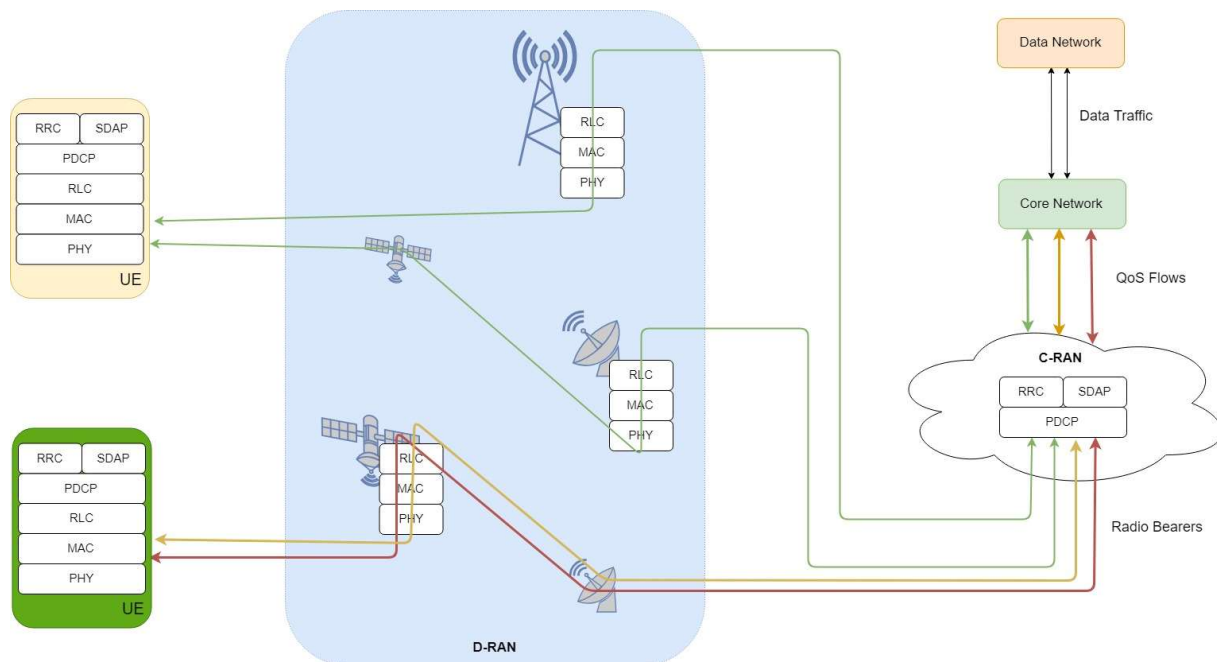 Data Network
Data Traffic
Core Network
QoS Flows
C-RAN
RRC SDAP
PDCP
Radio Bearers
RRC SDAP
PDCP
RLC
MAC
PHY
UE
RRC SDAP
PDCP
RLC
MAC
PHY
UE
RLC
MAC
PHY
RLC
MAC
PHY
RLC
MAC
PHY
D-RAN